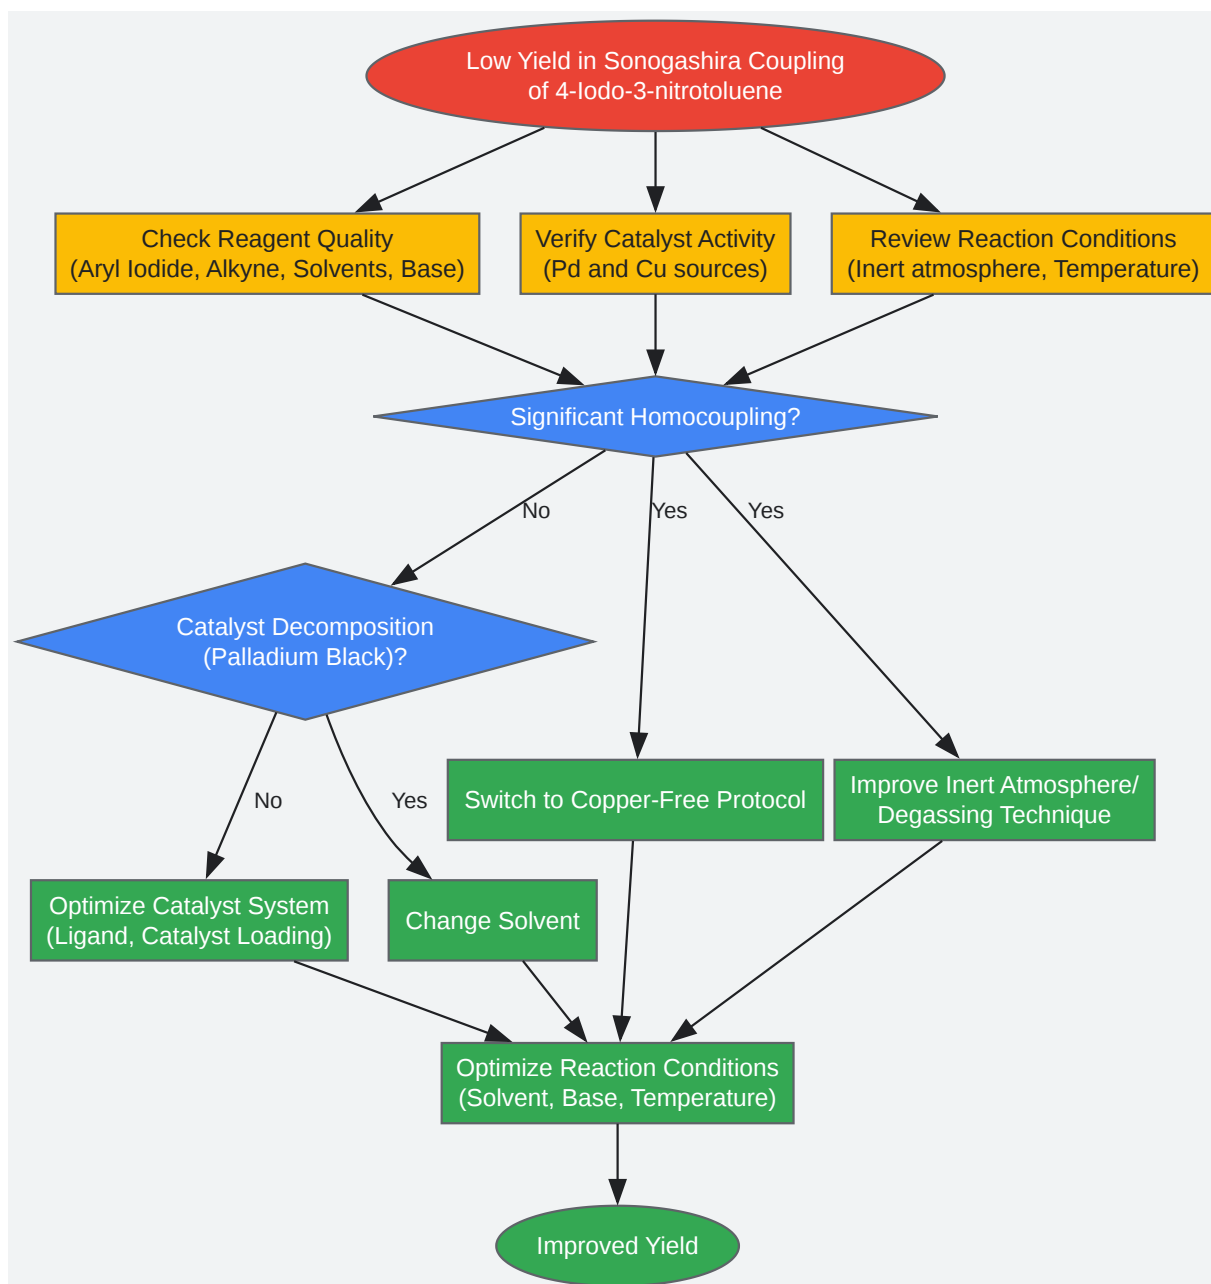 Low Yield in Sonogashira Coupling
of 4-Iodo-3-nitrotoluene
Check Reagent Quality
(Aryl Iodide, Alkyne, Solvents, Base)
Verify Catalyst Activity
(Pd and Cu sources)
Review Reaction Conditions
(Inert atmosphere, Temperature)
Significant Homocoupling?
No
Yes
Yes
Catalyst Decomposition
(Palladium Black)?
No
Yes
Switch to Copper-Free Protocol
Improve Inert Atmosphere/
Degassing Technique
Optimize Catalyst System
(Ligand, Catalyst Loading)
Change Solvent
Optimize Reaction Conditions
(Solvent, Base, Temperature)
Improved Yield